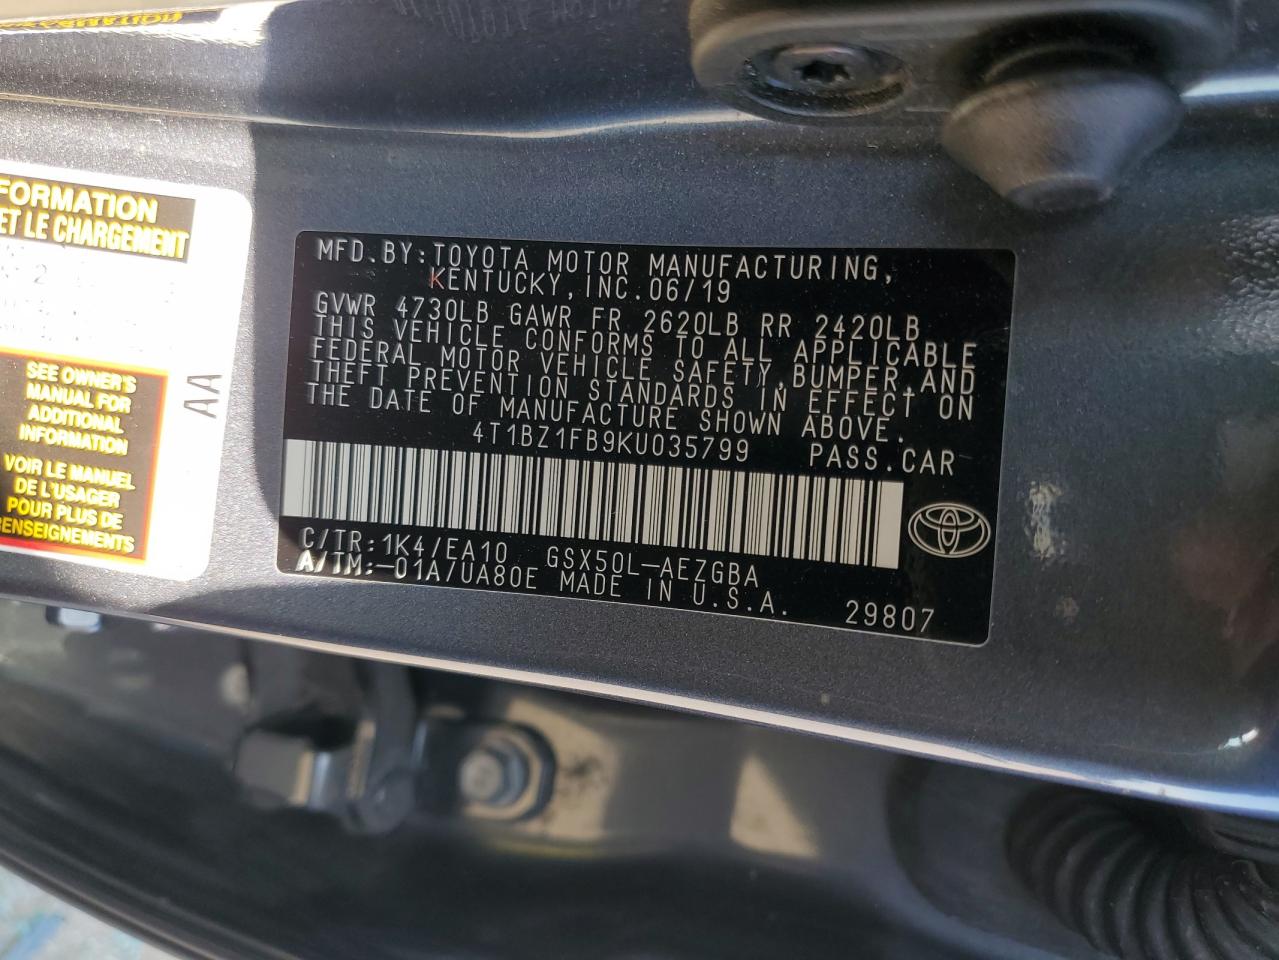 FORMATION
ET LE CHARGEMENT
2
SEE OWNER'S
MANUAL FOR
ADDITIONAL
INFORMATION
VOIR LE MANUEL
DE L'USAGER
POUR PLUS DE
RENSEIGNEMENTS
AA
MFD.BY:TOYOTA MOTOR MANUFACTURING,
KENTUCKY,INC.06/19
GVWR 4730LB GAWR FR 2620LB RR 2420LB
THIS VEHICLE CONFORMS TO ALL APPLICABLE
FEDERAL MOTOR VEHICLE SAFETY,BUMPER,AND
THEFT PREVENTION STANDARDS IN EFFECT ON
THE DATE OF MANUFACTURE SHOWN ABOVE.
4T1BZ1FB9KU035799 PASS.CAR
C/TR:1K4/EA10 GSX50L-AEZGBA
A/TM:-01A/UA80E MADE IN U.S.A. 29807